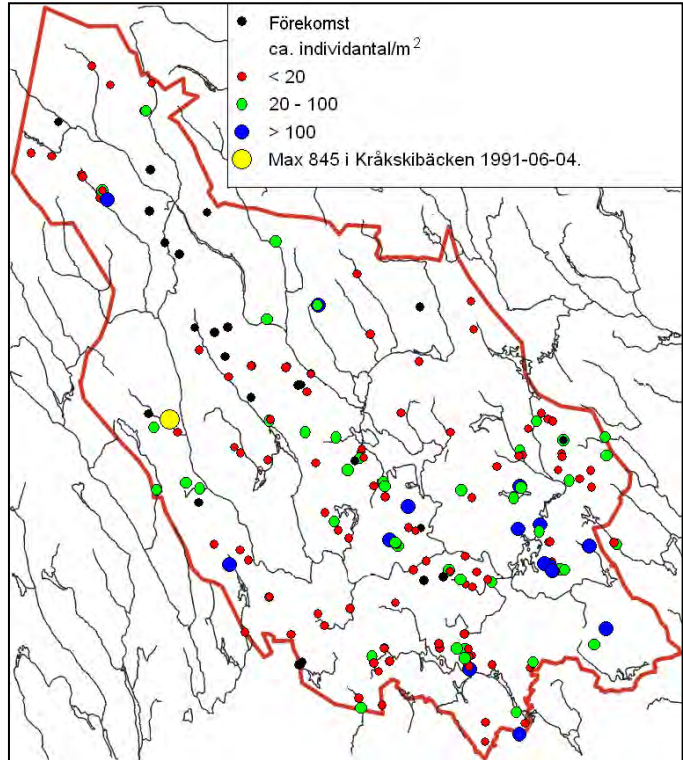 Förekomst
ca. individantal/m²
< 20
20 - 100
> 100
Max 845 i Kråkskibäcken 1991-06-04.